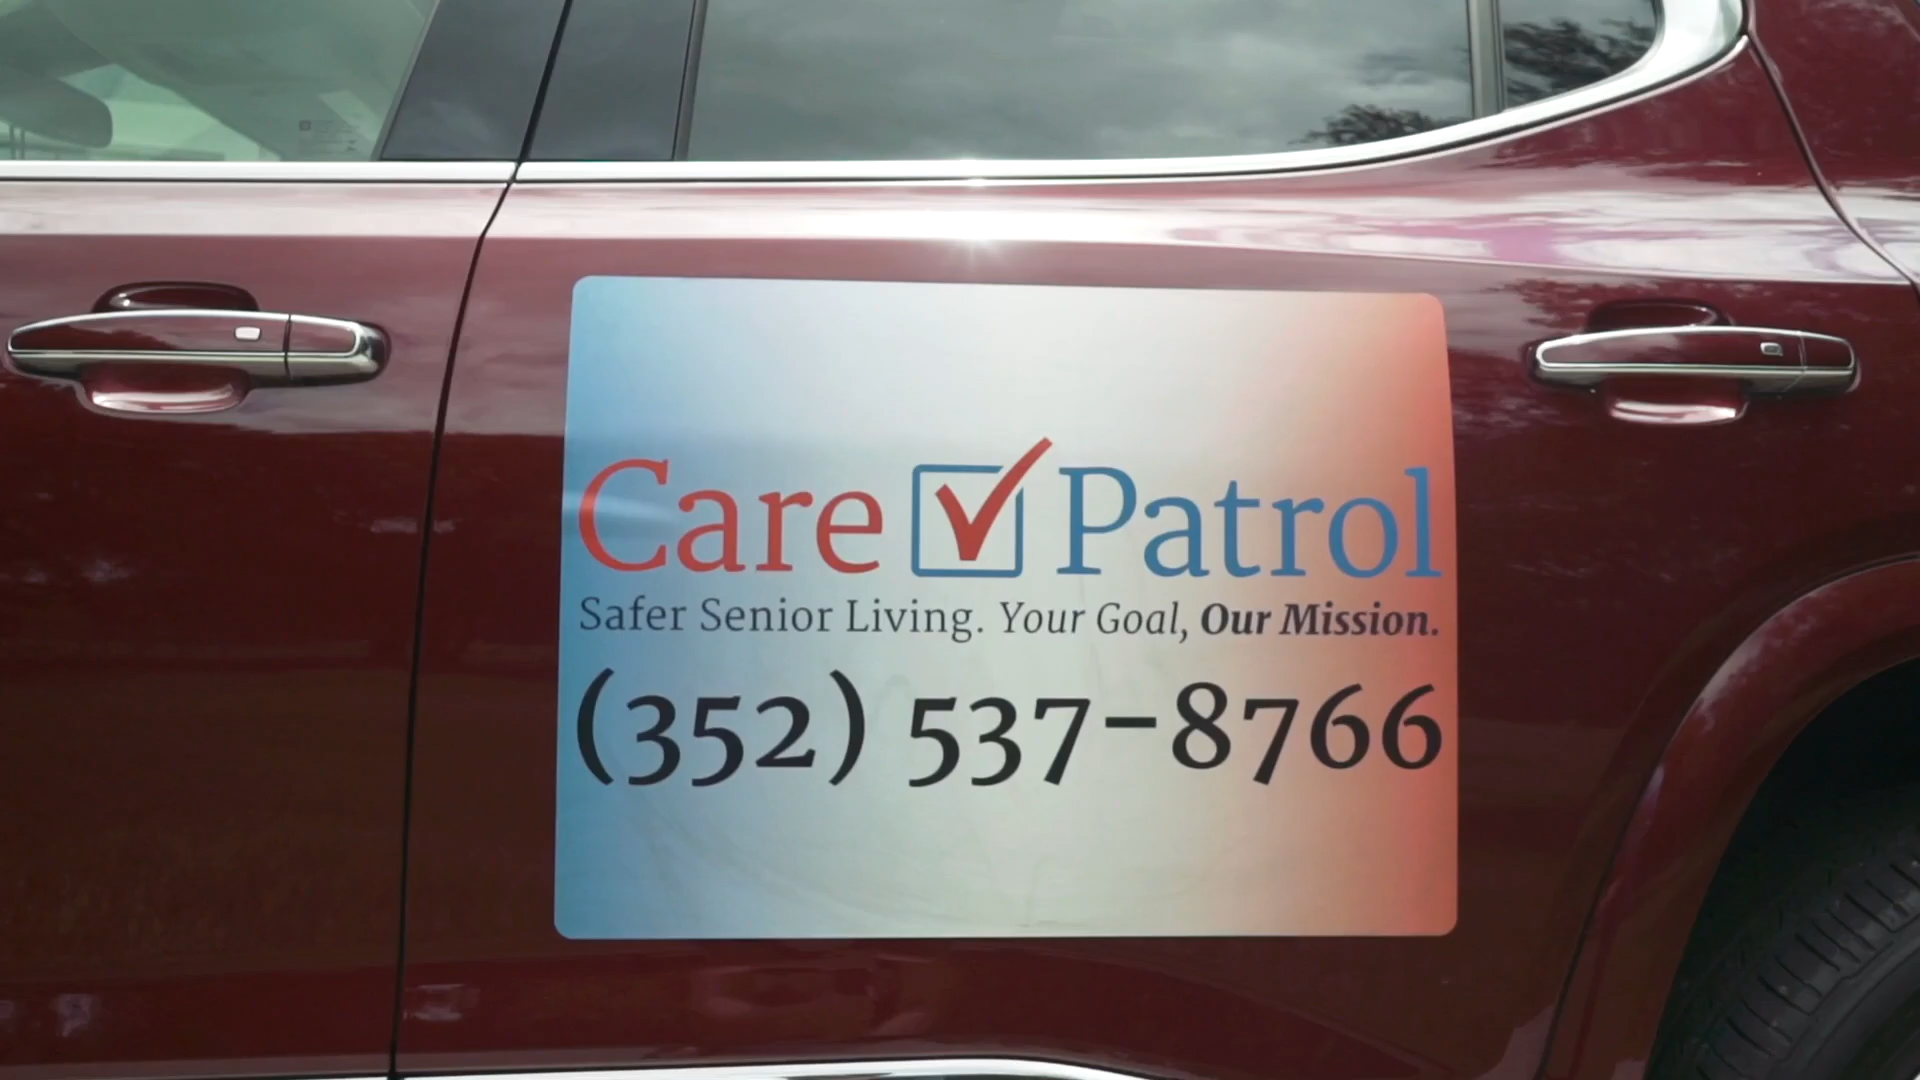 Care Patrol
Safer Senior Living. Your Goal, Our Mission.
(352) 537-8766